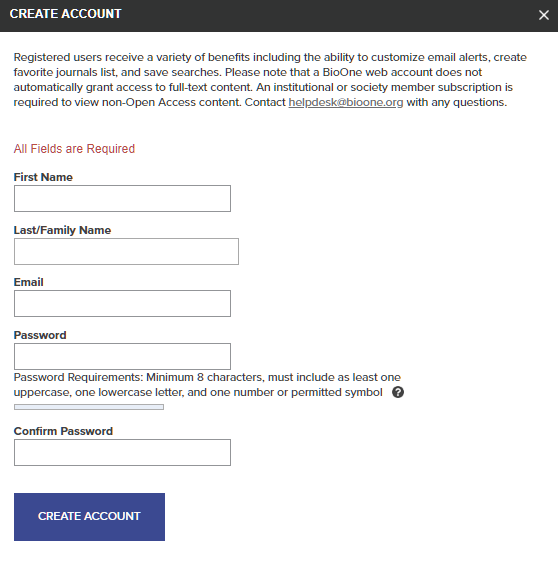 CREATE ACCOUNT ×
Registered users receive a variety of benefits including the ability to customize email alerts, create
favorite journals list, and save searches. Please note that a BioOne web account does not
automatically grant access to full-text content. An institutional or society member subscription is
required to view non-Open Access content. Contact helpdesk@bioone.org with any questions.
All Fields are Required
First Name
Last/Family Name
Email
Password
Password Requirements: Minimum 8 characters, must include as least one
uppercase, one lowercase letter, and one number or permitted symbol ?
Confirm Password
CREATE ACCOUNT